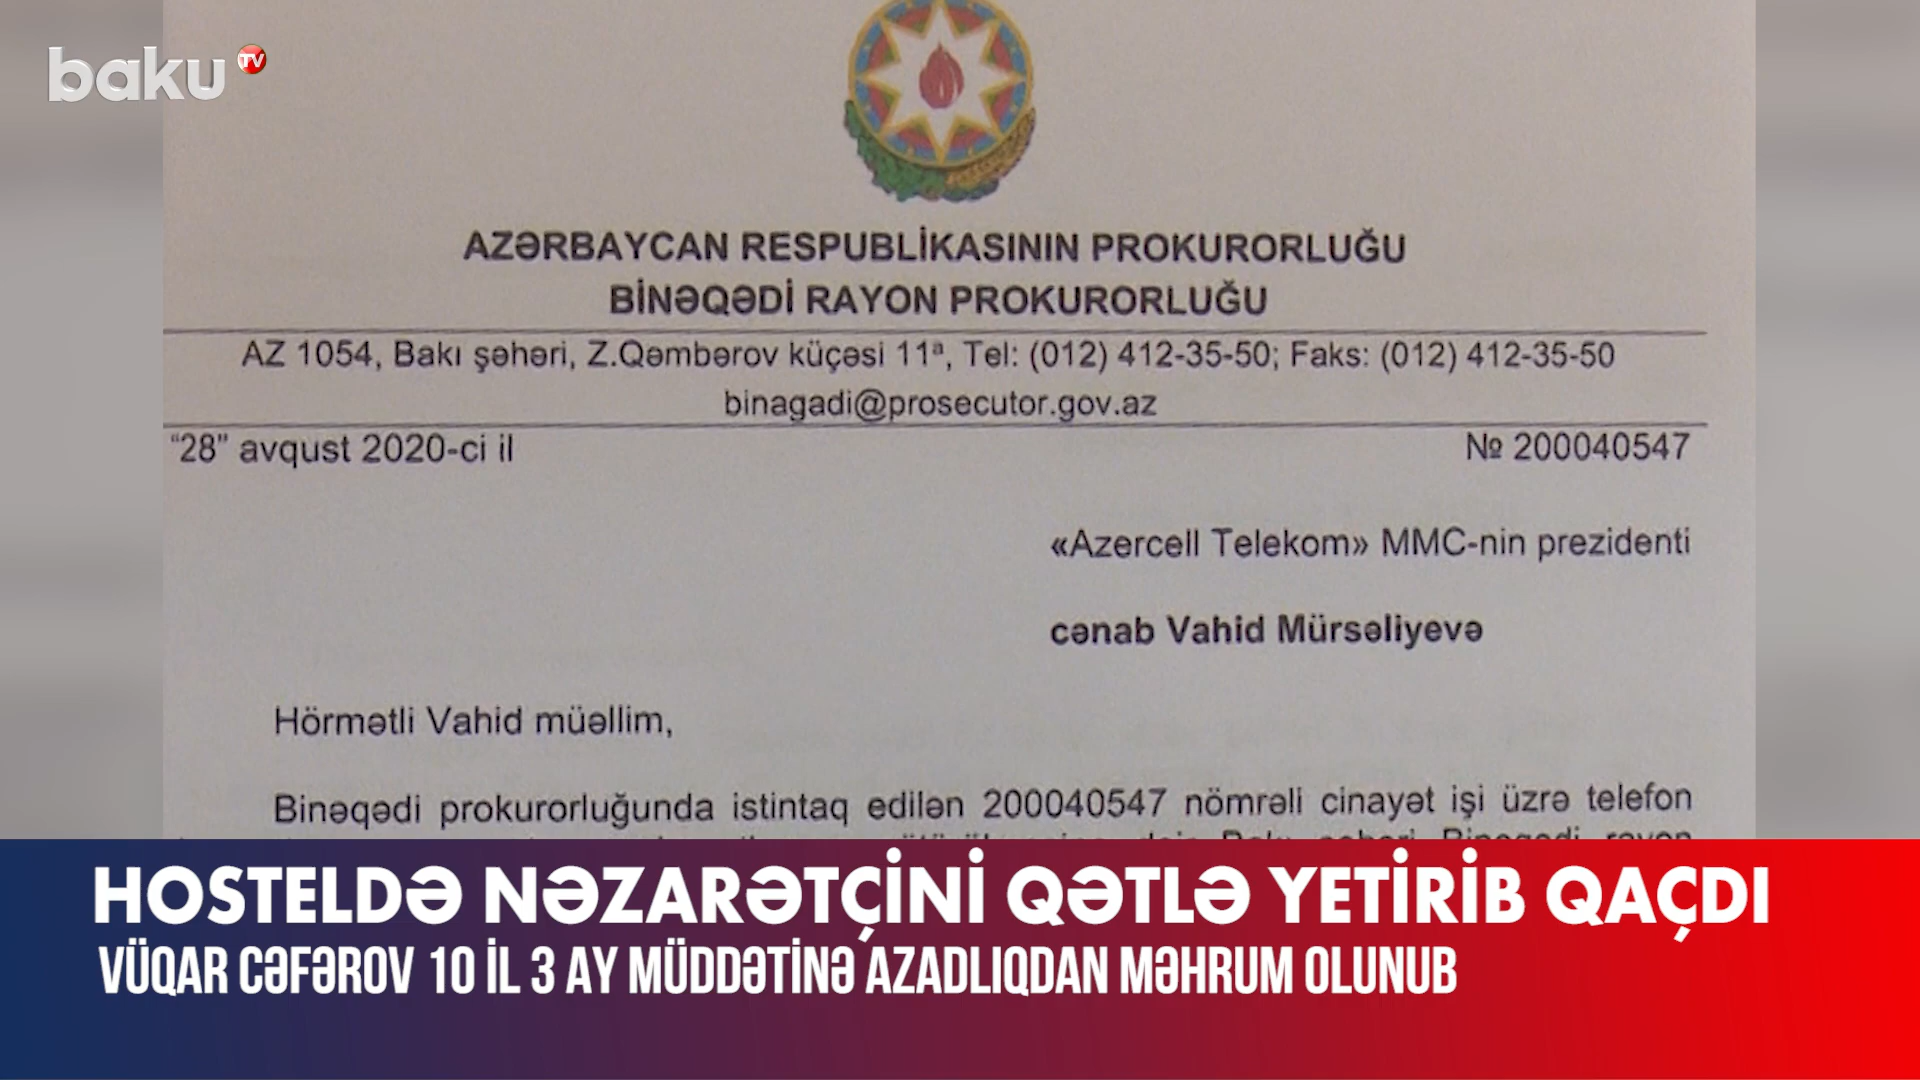 baku TV
AZƏRBAYCAN RESPUBLİKASININ PROKURORLUĞU
BİNƏQƏDİ RAYON PROKURORLUĞU
AZ 1054, Bakı şəhəri, Z.Qəmbərov küçəsi 11ª, Tel: (012) 412-35-50; Faks: (012) 412-35-50
binagadi@prosecutor.gov.az
“28” avqust 2020-ci il № 200040547
«Azercell Telekom» MMC-nin prezidenti
cənab Vahid Mürsəliyevə
Hörmətli Vahid müəllim,
Binəqədi prokurorluğunda istintaq edilən 200040547 nömrəli cinayət işi üzrə telefon
Bakı şəhəri Binəqədi rayon
HOSTELDƏ NƏZARƏTÇİNİ QƏTLƏ YETİRİB QAÇDI
VÜQAR CƏFƏROV 10 İL 3 AY MÜDDƏTİNƏ AZADLIQDAN MƏHRUM OLUNUB